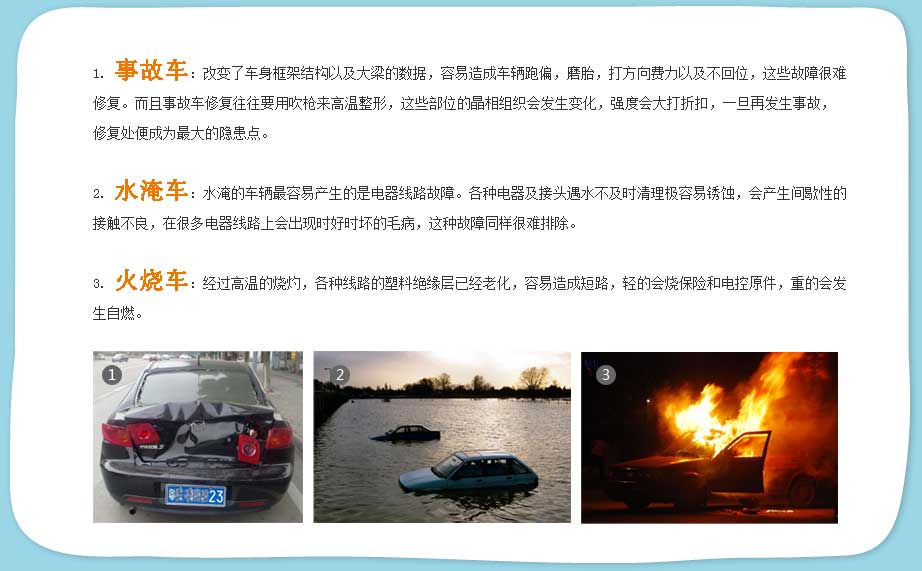 1. 事故车：改变了车身框架结构以及大梁的数据，容易造成车辆跑偏，磨胎，打方向费力以及不回位，这些故障很难
修复。而且事故车修复往往要用吹枪来高温整形，这些部位的晶相组织会发生变化，强度会大打折扣，一旦再发生事故，
修复处便成为最大的隐患点。
2. 水淹车：水淹的车辆最容易产生的是电器线路故障。各种电器及接头遇水不及时清理极容易锈蚀，会产生间歇性的
接触不良，在很多电器线路上会出现时好时坏的毛病，这种故障同样很难排除。
3. 火烧车：经过高温的烧灼，各种线路的塑料绝缘层已经老化，容易造成短路，轻的会烧保险和电控原件，重的会发
生自燃。
1
2
3
23